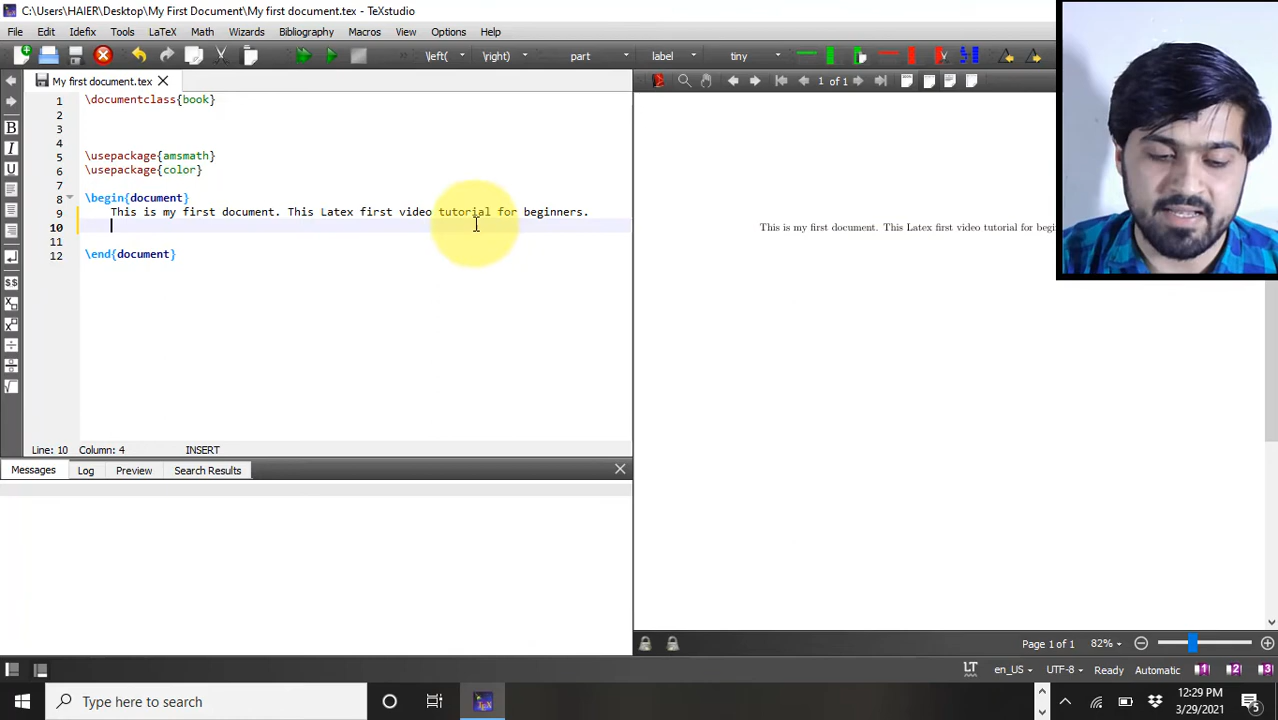 C:\Users\HAIER\Desktop\My First Document\My first document.tex - TeXstudio
File Edit Idefix Tools LaTeX Math Wizards Bibliography Macros View Options Help
\left( \right) part label tiny
My first document.tex
1 of 1
1 \documentclass{book}
2
3
4
5 \usepackage{amsmath}
6 \usepackage{color}
7
8 \begin{document}
9 This is my first document. This Latex first video tutorial for beginners.
10
11
12 \end{document}
This is my first document. This Latex first video tutorial for begi
Line: 10 Column: 4 INSERT
Messages Log Preview Search Results
Page 1 of 1 82%
LT en_US UTF-8 Ready Automatic 1 2 3
Type here to search
12:29 PM
3/29/2021
5